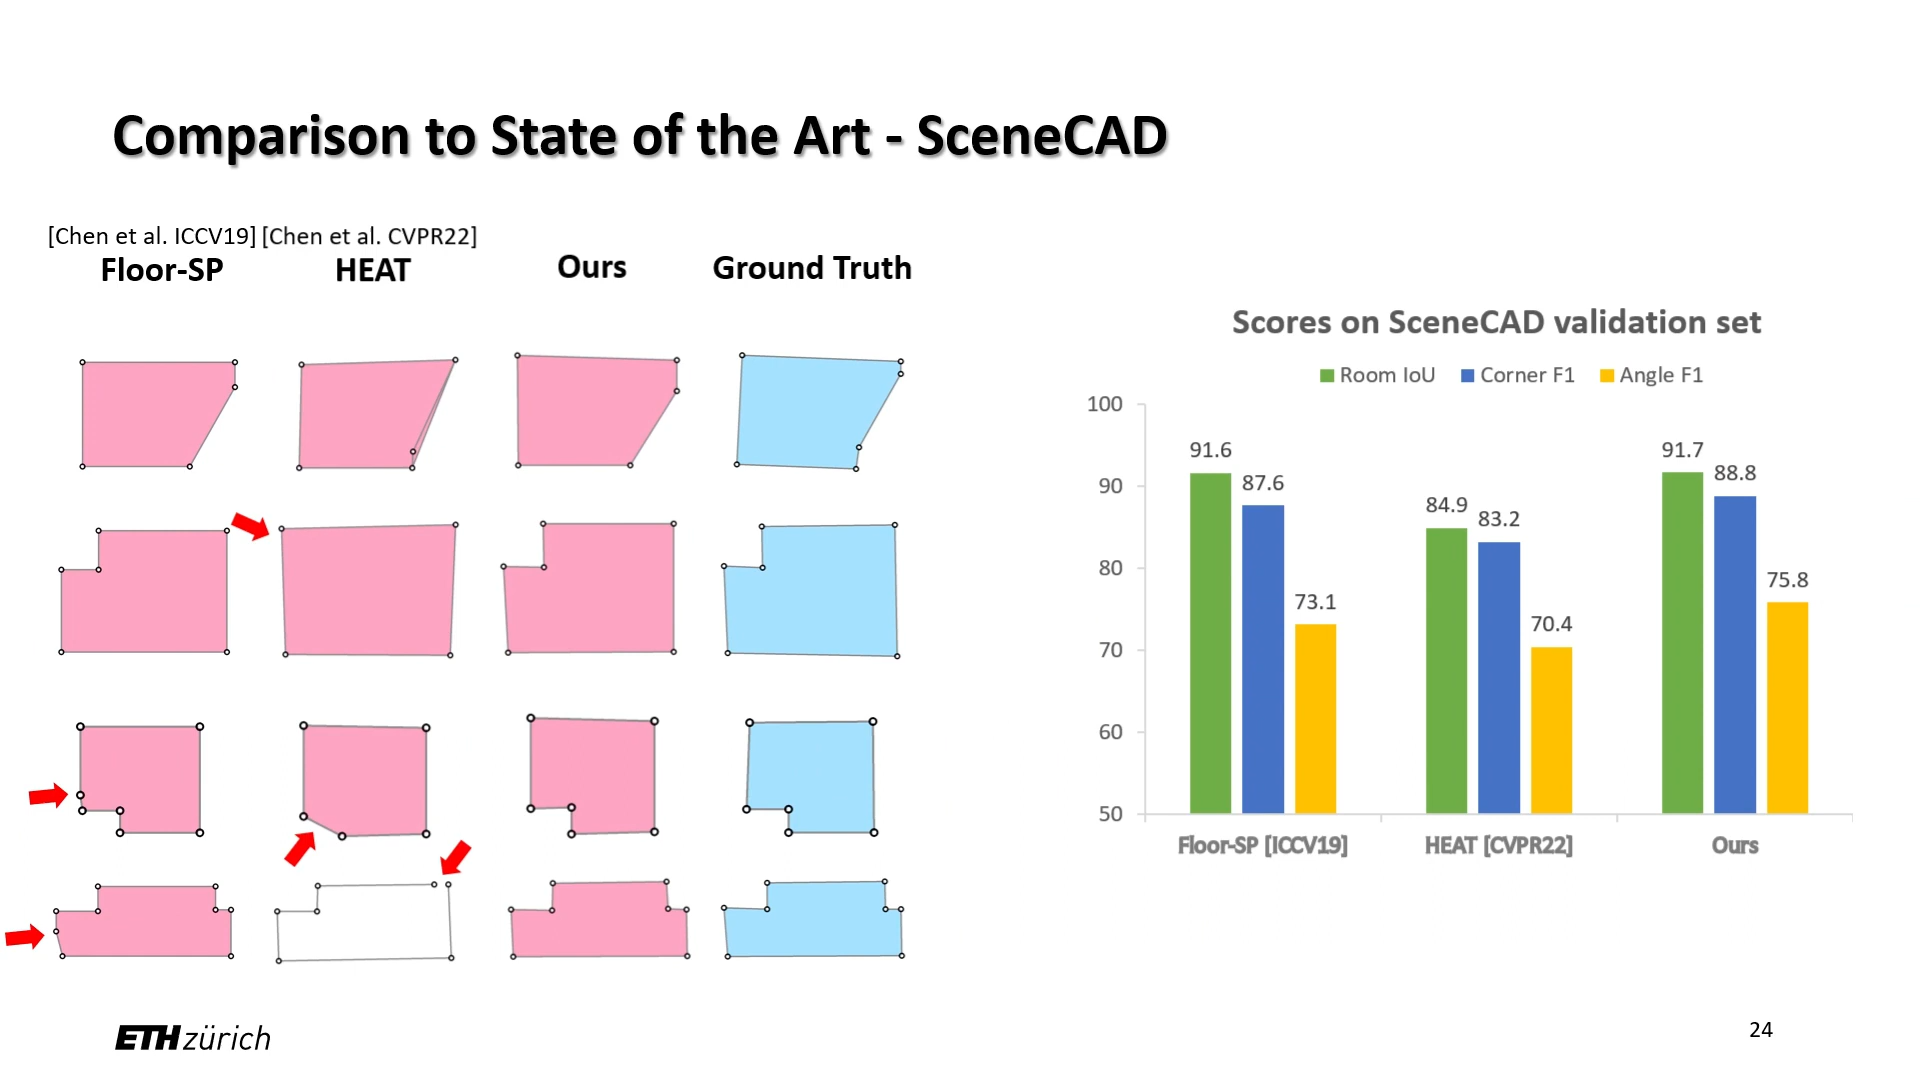 Comparison to State of the Art - SceneCAD
[Chen et al. ICCV19] [Chen et al. CVPR22]
Floor-SP HEAT Ours Ground Truth
Scores on SceneCAD validation set
Room IoU Corner F1 Angle F1
100
90
80
70
60
50
91.6
87.6
73.1
84.9
83.2
70.4
91.7
88.8
75.8
Floor-SP [ICCV19] HEAT [CVPR22] Ours
ETH zürich
24